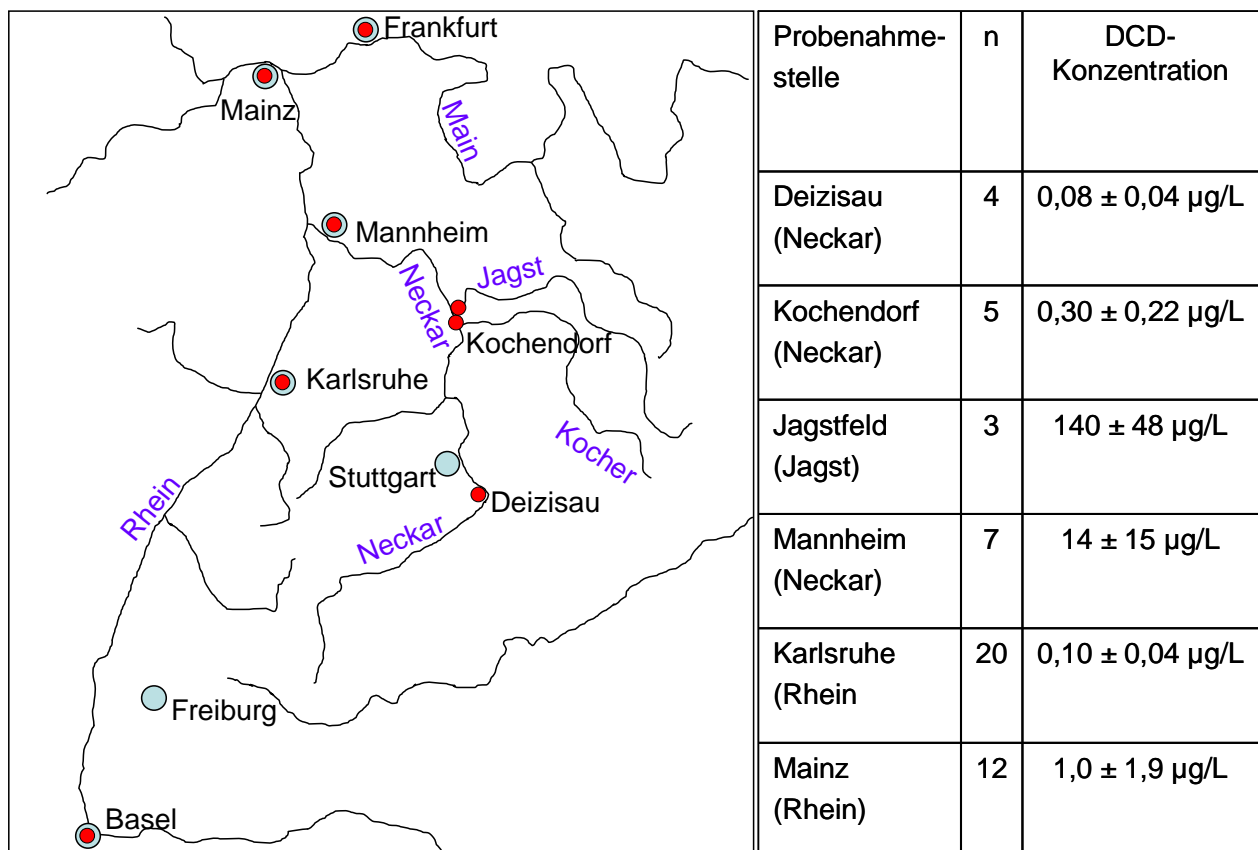 Frankfurt
Mainz
Main
Mannheim
Neckar
Jagst
Kochendorf
Karlsruhe
Kocher
Stuttgart
Rhein
Deizisau
Neckar
Freiburg
Basel
Probenahme-
stelle
n
DCD-
Konzentration
Deizisau
(Neckar)
4
0,08 ± 0,04 µg/L
Kochendorf
(Neckar)
5
0,30 ± 0,22 µg/L
Jagstfeld
(Jagst)
3
140 ± 48 µg/L
Mannheim
(Neckar)
7
14 ± 15 µg/L
Karlsruhe
(Rhein
20
0,10 ± 0,04 µg/L
Mainz
(Rhein)
12
1,0 ± 1,9 µg/L